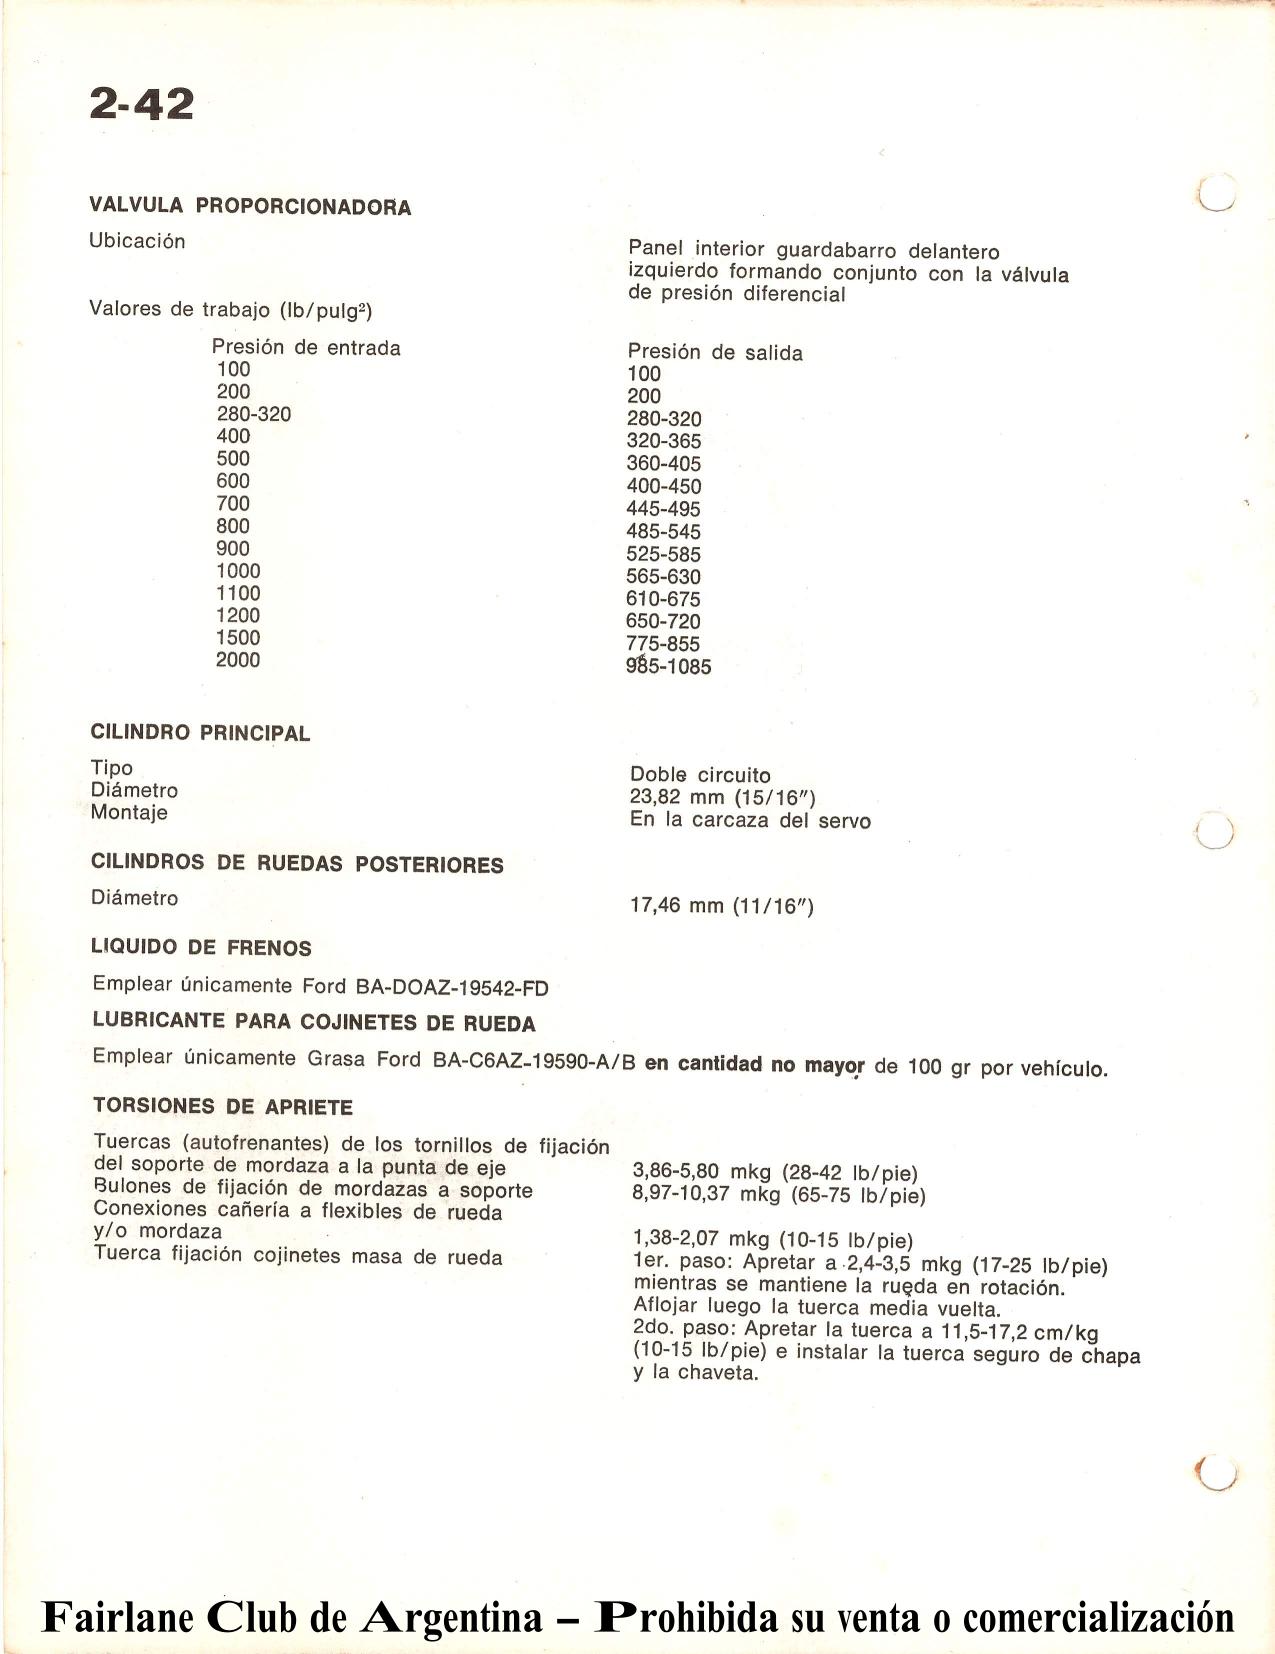 2-42
VALVULA PROPORCIONADORA
Ubicación
Panel interior guardabarro delantero
izquierdo formando conjunto con la válvula
de presión diferencial
Valores de trabajo (lb/pulg²)
Presión de entrada Presión de salida
100 100
200 200
280-320 280-320
400 320-365
500 360-405
600 400-450
700 445-495
800 485-545
900 525-585
1000 565-630
1100 610-675
1200 650-720
1500 775-855
2000 985-1085
CILINDRO PRINCIPAL
Tipo Doble circuito
Diámetro 23,82 mm (15/16″)
Montaje En la carcaza del servo
CILINDROS DE RUEDAS POSTERIORES
Diámetro 17,46 mm (11/16″)
LIQUIDO DE FRENOS
Emplear únicamente Ford BA-DOAZ-19542-FD
LUBRICANTE PARA COJINETES DE RUEDA
Emplear únicamente Grasa Ford BA-C6AZ-19590-A/B en cantidad no mayor de 100 gr por vehículo.
TORSIONES DE APRIETE
Tuercas (autofrenantes) de los tornillos de fijación
del soporte de mordaza a la punta de eje 3,86-5,80 mkg (28-42 lb/pie)
Bulones de fijación de mordazas a soporte 8,97-10,37 mkg (65-75 lb/pie)
Conexiones cañería a flexibles de rueda
y/o mordaza 1,38-2,07 mkg (10-15 lb/pie)
Tuerca fijación cojinetes masa de rueda 1er. paso: Apretar a 2,4-3,5 mkg (17-25 lb/pie)
mientras se mantiene la rueda en rotación.
Aflojar luego la tuerca media vuelta.
2do. paso: Apretar la tuerca a 11,5-17,2 cm/kg
(10-15 lb/pie) e instalar la tuerca seguro de chapa
y la chaveta.
Fairlane Club de Argentina – Prohibida su venta o comercialización